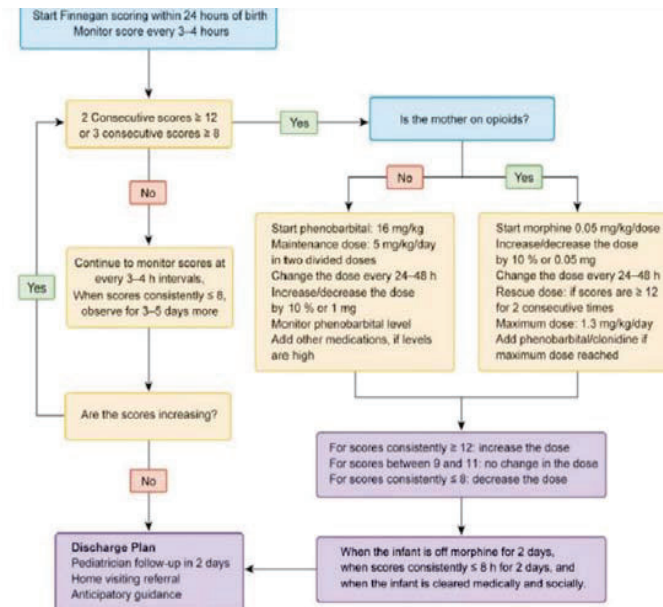 Start Finnegan scoring within 24 hours of birth
Monitor score every 3–4 hours
2 Consecutive scores ≥ 12
or 3 consecutive scores ≥ 8
Yes
Is the mother on opioids?
No
No
Yes
Start phenobarbital: 16 mg/kg
Maintenance dose: 5 mg/kg/day
in two divided doses
Change the dose every 24–48 h
Increase/decrease the dose
by 10 % or 1 mg
Monitor phenobarbital level
Add other medications, if levels
are high
Start morphine 0.05 mg/kg/dose
Increase/decrease the dose
by 10 % or 0.05 mg
Change the dose every 24–48 h
Rescue dose: if scores are ≥ 12
for 2 consecutive times
Maximum dose: 1.3 mg/kg/day
Add phenobarbital/clonidine if
maximum dose reached
Continue to monitor scores at
every 3–4 h intervals,
When scores consistently ≤ 8,
observe for 3–5 days more
Yes
Are the scores increasing?
No
For scores consistently ≥ 12: increase the dose
For scores between 9 and 11: no change in the dose
For scores consistently ≤ 8: decrease the dose
Discharge Plan
Pediatrician follow-up in 2 days
Home visiting referral
Anticipatory guidance
When the infant is off morphine for 2 days,
when scores consistently ≤ 8 h for 2 days, and
when the infant is cleared medically and socially.